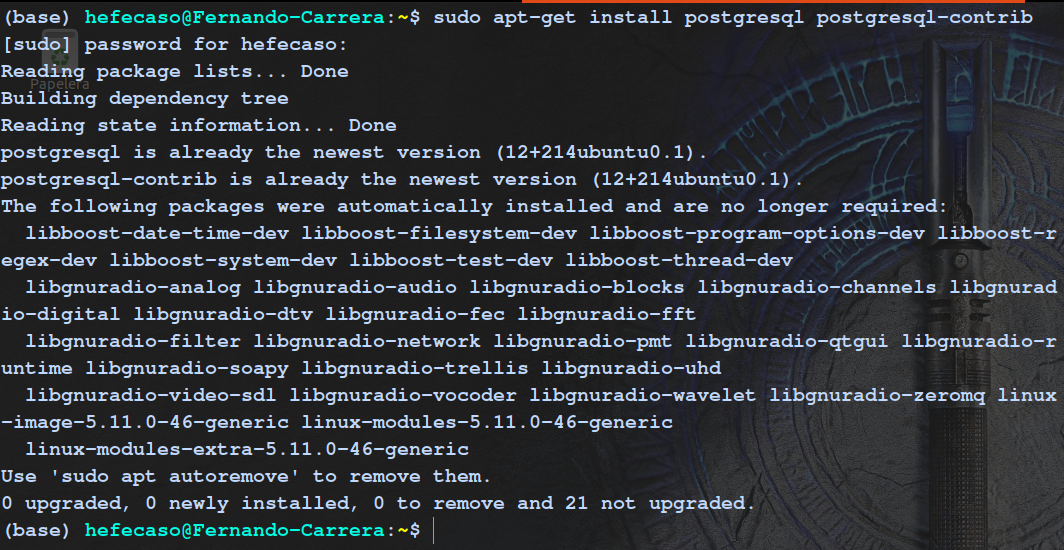 (base) hefecaso@Fernando-Carrera:~$ sudo apt-get install postgresql postgresql-contrib
[sudo] password for hefecaso:
Reading package lists... Done
Papelera
Building dependency tree
Reading state information... Done
postgresql is already the newest version (12+214ubuntu0.1).
postgresql-contrib is already the newest version (12+214ubuntu0.1).
The following packages were automatically installed and are no longer required:
  libboost-date-time-dev libboost-filesystem-dev libboost-program-options-dev libboost-r
egex-dev libboost-system-dev libboost-test-dev libboost-thread-dev
  libgnuradio-analog libgnuradio-audio libgnuradio-blocks libgnuradio-channels libgnurad
io-digital libgnuradio-dtv libgnuradio-fec libgnuradio-fft
  libgnuradio-filter libgnuradio-network libgnuradio-pmt libgnuradio-qtgui libgnuradio-r
untime libgnuradio-soapy libgnuradio-trellis libgnuradio-uhd
  libgnuradio-video-sdl libgnuradio-vocoder libgnuradio-wavelet libgnuradio-zeromq linux
-image-5.11.0-46-generic linux-modules-5.11.0-46-generic
  linux-modules-extra-5.11.0-46-generic
Use 'sudo apt autoremove' to remove them.
0 upgraded, 0 newly installed, 0 to remove and 21 not upgraded.
(base) hefecaso@Fernando-Carrera:~$